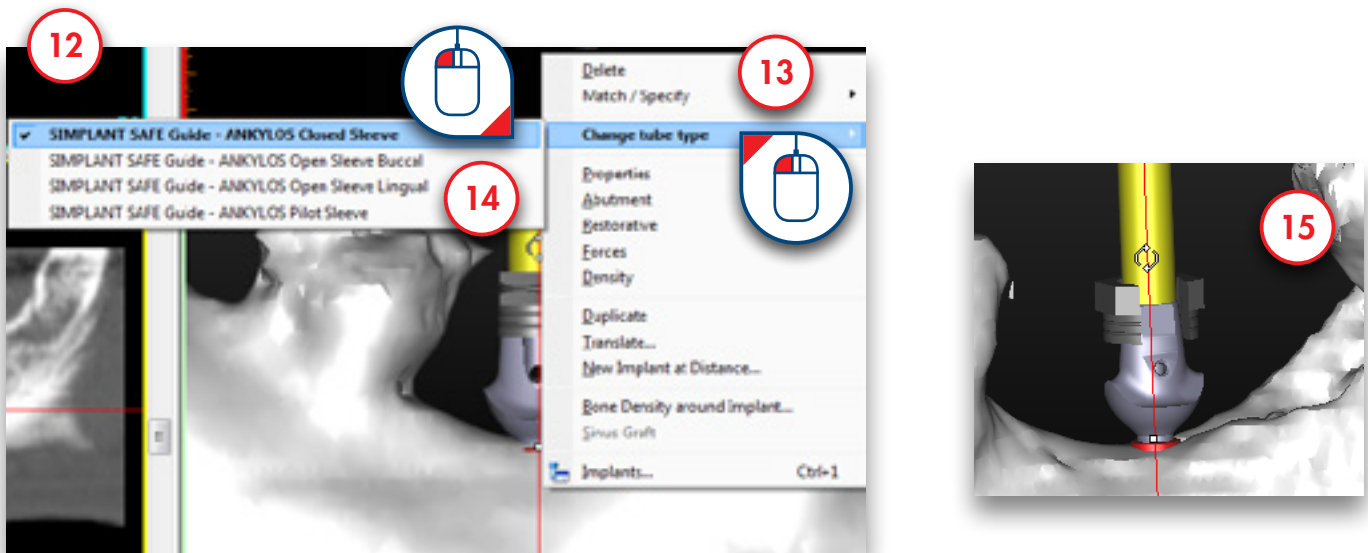 12
13
Delete
Match / Specify
Change tube type
SIMPLANT SAFE Guide - ANKYLOS Closed Sleeve
SIMPLANT SAFE Guide - ANKYLOS Open Sleeve Buccal
SIMPLANT SAFE Guide - ANKYLOS Open Sleeve Lingual
SIMPLANT SAFE Guide - ANKYLOS Pilot Sleeve
14
Properties
Abutment
Restorative
Forces
Density
Duplicate
Translate...
New Implant at Distance...
Bone Density around Implant...
Sinus Graft
Implants... Ctrl+1
15